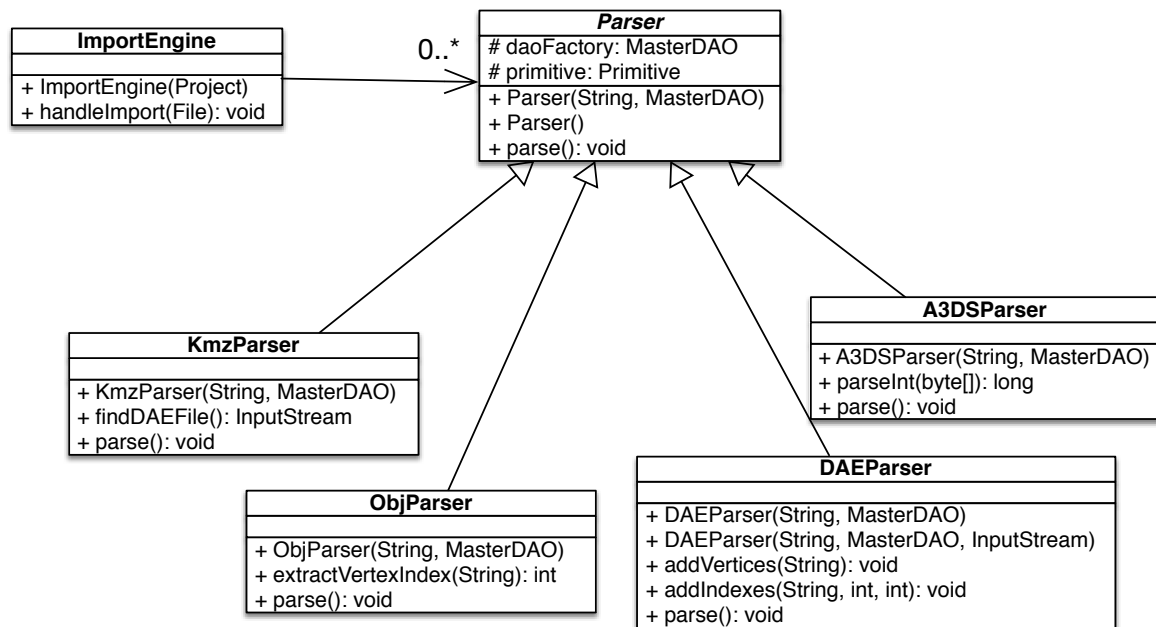 ImportEngine
+ ImportEngine(Project)
+ handleImport(File): void
0..*
Parser
# daoFactory: MasterDAO
# primitive: Primitive
+ Parser(String, MasterDAO)
+ Parser()
+ parse(): void
KmzParser
+ KmzParser(String, MasterDAO)
+ findDAEFile(): InputStream
+ parse(): void
ObjParser
+ ObjParser(String, MasterDAO)
+ extractVertexIndex(String): int
+ parse(): void
A3DSParser
+ A3DSParser(String, MasterDAO)
+ parseInt(byte[]): long
+ parse(): void
DAEParser
+ DAEParser(String, MasterDAO)
+ DAEParser(String, MasterDAO, InputStream)
+ addVertices(String): void
+ addIndexes(String, int, int): void
+ parse(): void